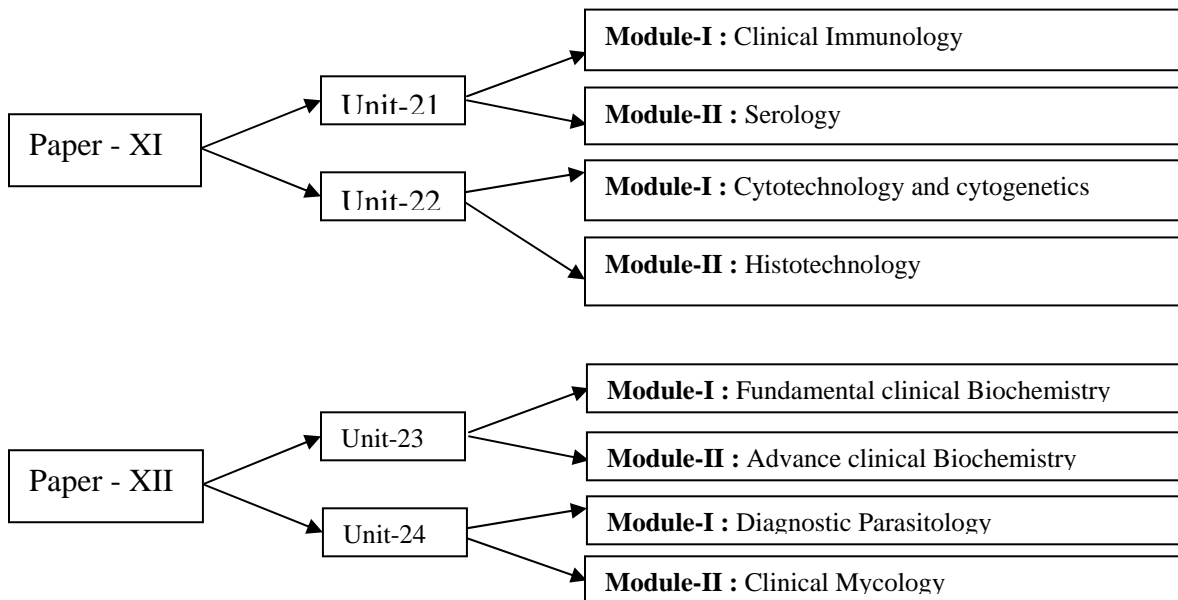 Module-I : Clinical Immunology
Unit-21
Module-II : Serology
Paper - XI
Module-I : Cytotechnology and cytogenetics
Unit-22
Module-II : Histotechnology
Module-I : Fundamental clinical Biochemistry
Unit-23
Module-II : Advance clinical Biochemistry
Paper - XII
Module-I : Diagnostic Parasitology
Unit-24
Module-II : Clinical Mycology